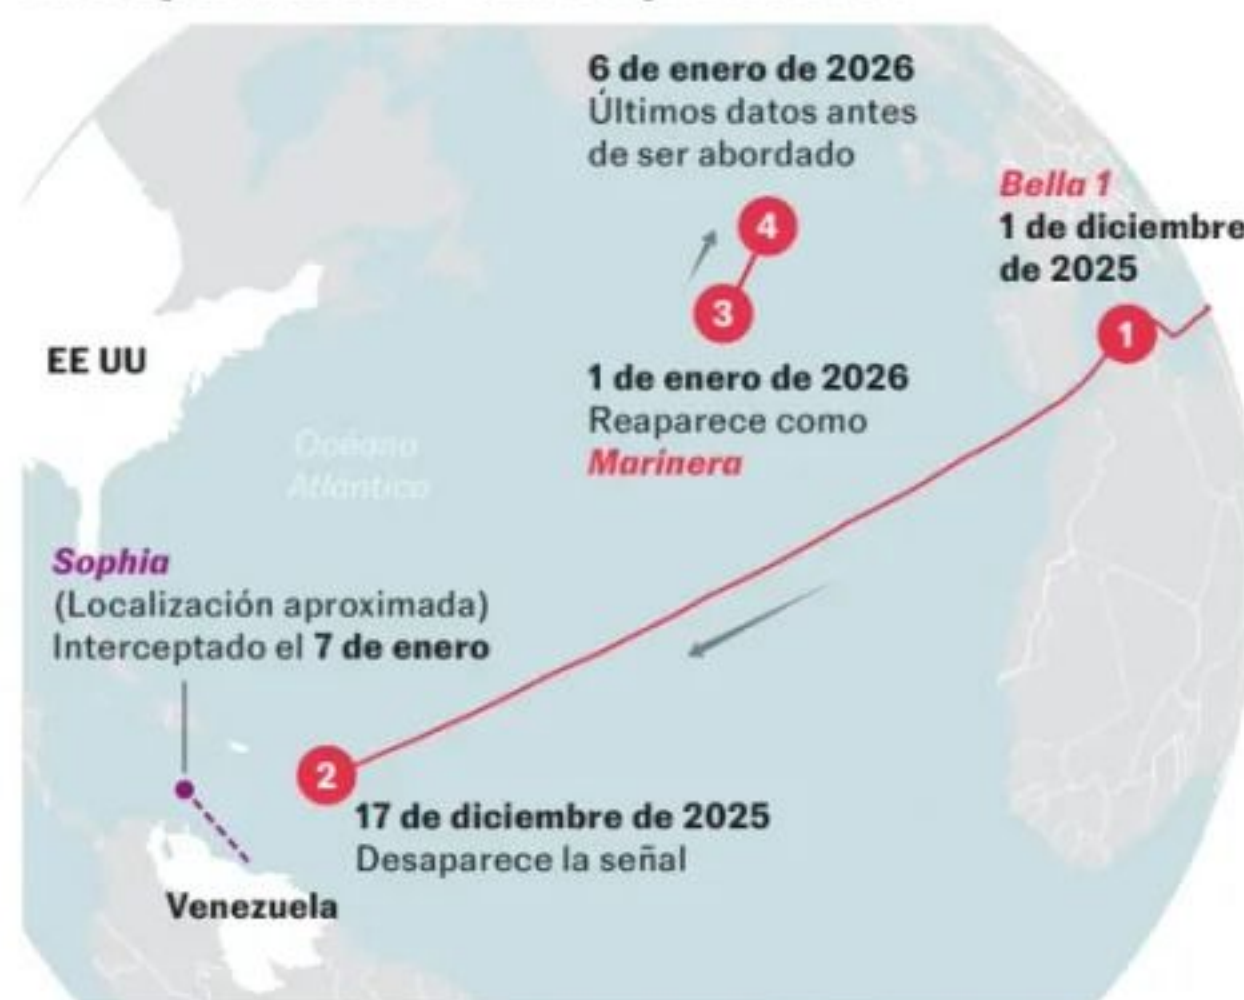 6 de enero de 2026
Últimos datos antes
de ser abordado
4
Bella 1
1 de diciembre
de 2025
1
3
EE UU
1 de enero de 2026
Reaparece como
Marinera
Océano
Atlántico
Sophia
(Localización aproximada)
Interceptado el 7 de enero
2
17 de diciembre de 2025
Desaparece la señal
Venezuela